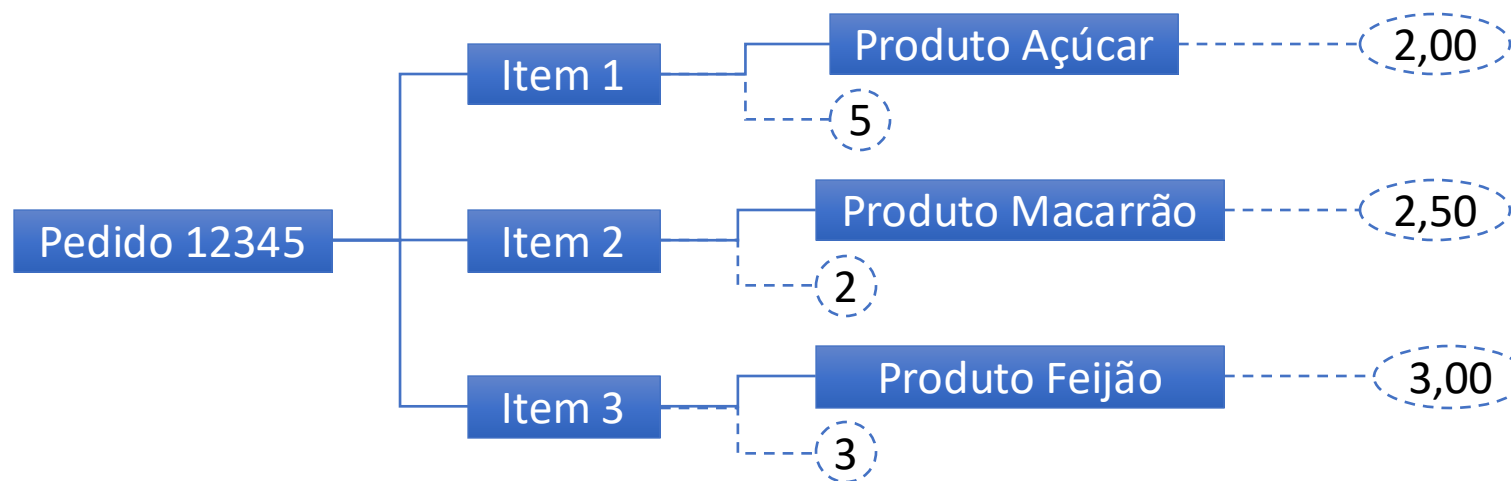 Produto Açúcar
2,00
Item 1
5
Produto Macarrão
2,50
Pedido 12345
Item 2
2
Produto Feijão
3,00
Item 3
3